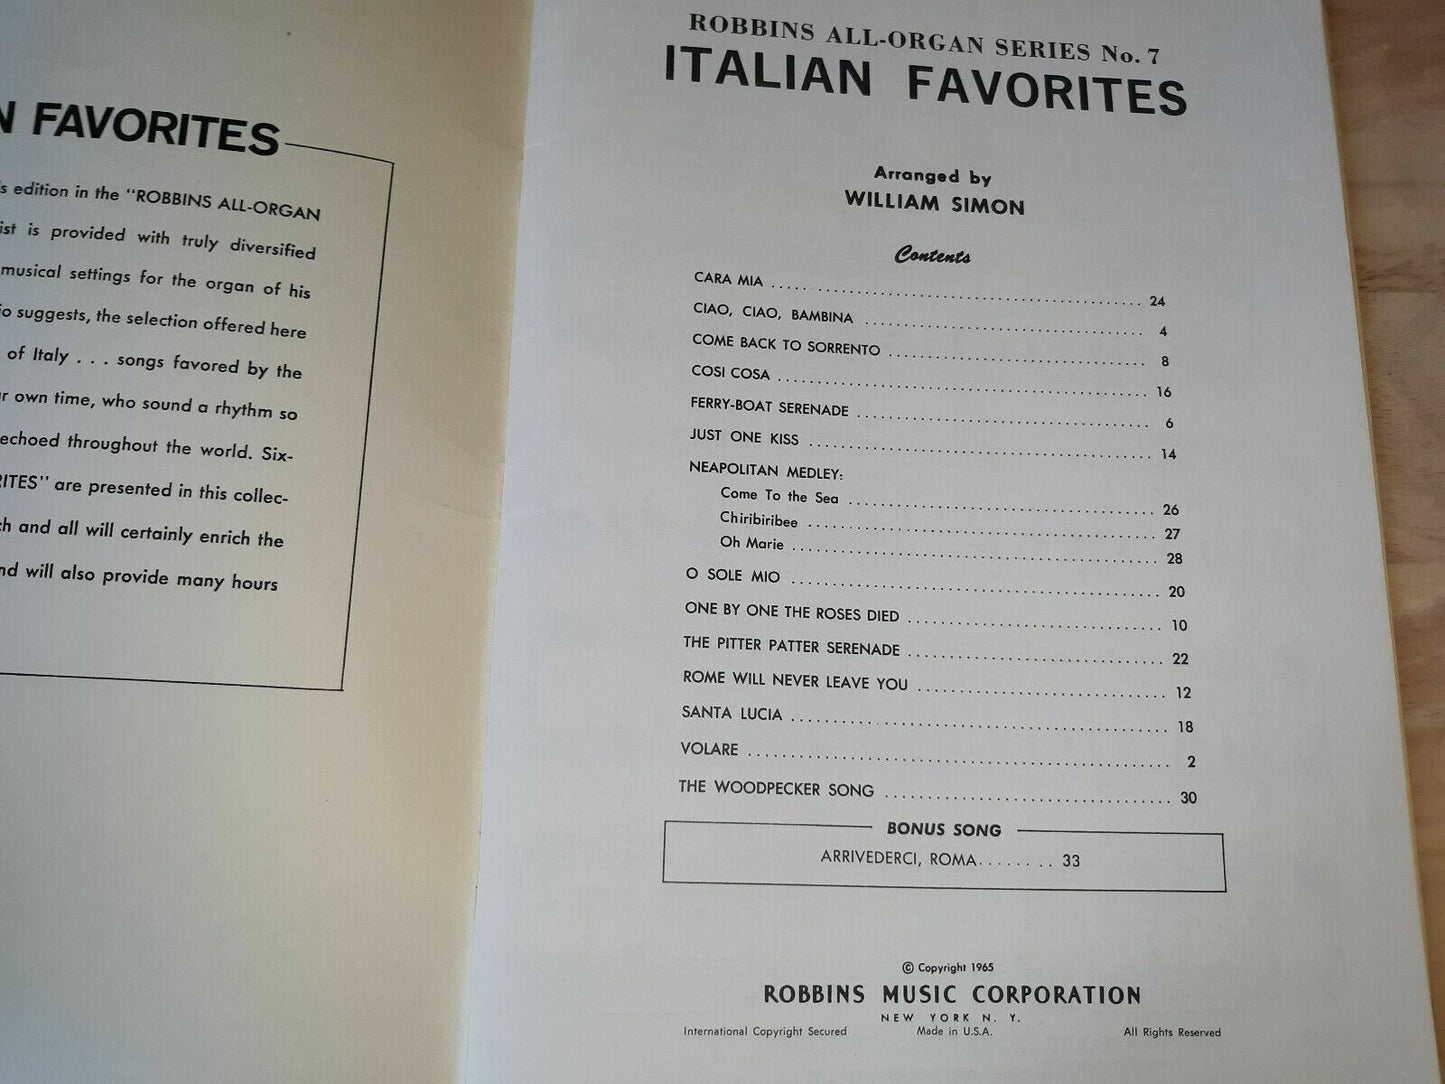 N FAVORITES
s edition in the "ROBBINS ALL-ORGAN
ist is provided with truly diversified
musical settings for the organ of his
io suggests, the selection offered here
of Italy . . . songs favored by the
r own time, who sound a rhythm so
echoed throughout the world. Six-
RITES" are presented in this collec-
ch and all will certainly enrich the
nd will also provide many hours
ROBBINS ALL-ORGAN SERIES No. 7
ITALIAN FAVORITES
Arranged by
WILLIAM SIMON
Contents
CARA MIA 24
CIAO, CIAO, BAMBINA 4
COME BACK TO SORRENTO 8
COSI COSA 16
FERRY-BOAT SERENADE 6
JUST ONE KISS 14
NEAPOLITAN MEDLEY:
Come To the Sea 26
Chiribiribee 27
Oh Marie 28
O SOLE MIO 20
ONE BY ONE THE ROSES DIED 10
THE PITTER PATTER SERENADE 22
ROME WILL NEVER LEAVE YOU 12
SANTA LUCIA 18
VOLARE 2
THE WOODPECKER SONG 30
BONUS SONG
ARRIVEDERCI, ROMA........ 33
© Copyright 1965
ROBBINS MUSIC CORPORATION
NEW YORK N. Y.
International Copyright Secured Made in U.S.A. All Rights Reserved